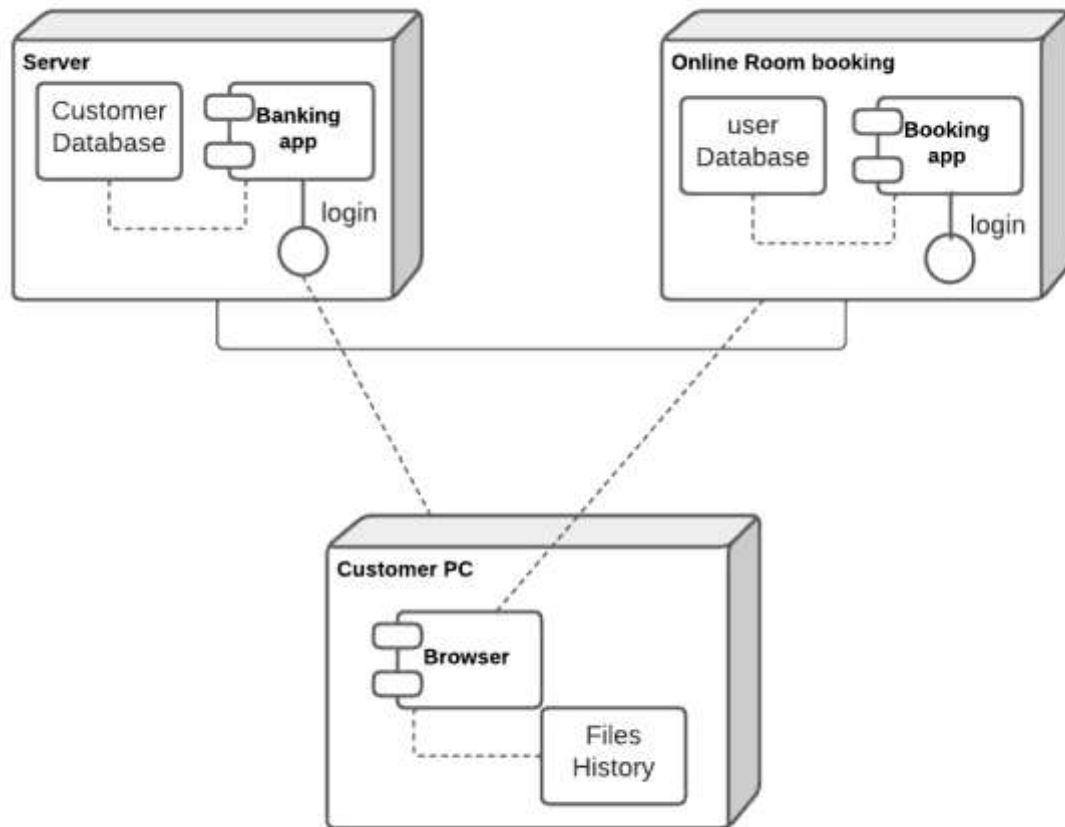 Server
Customer
Database
Banking
app
login
Online Room booking
user
Database
Booking
app
login
Customer PC
Browser
Files
History